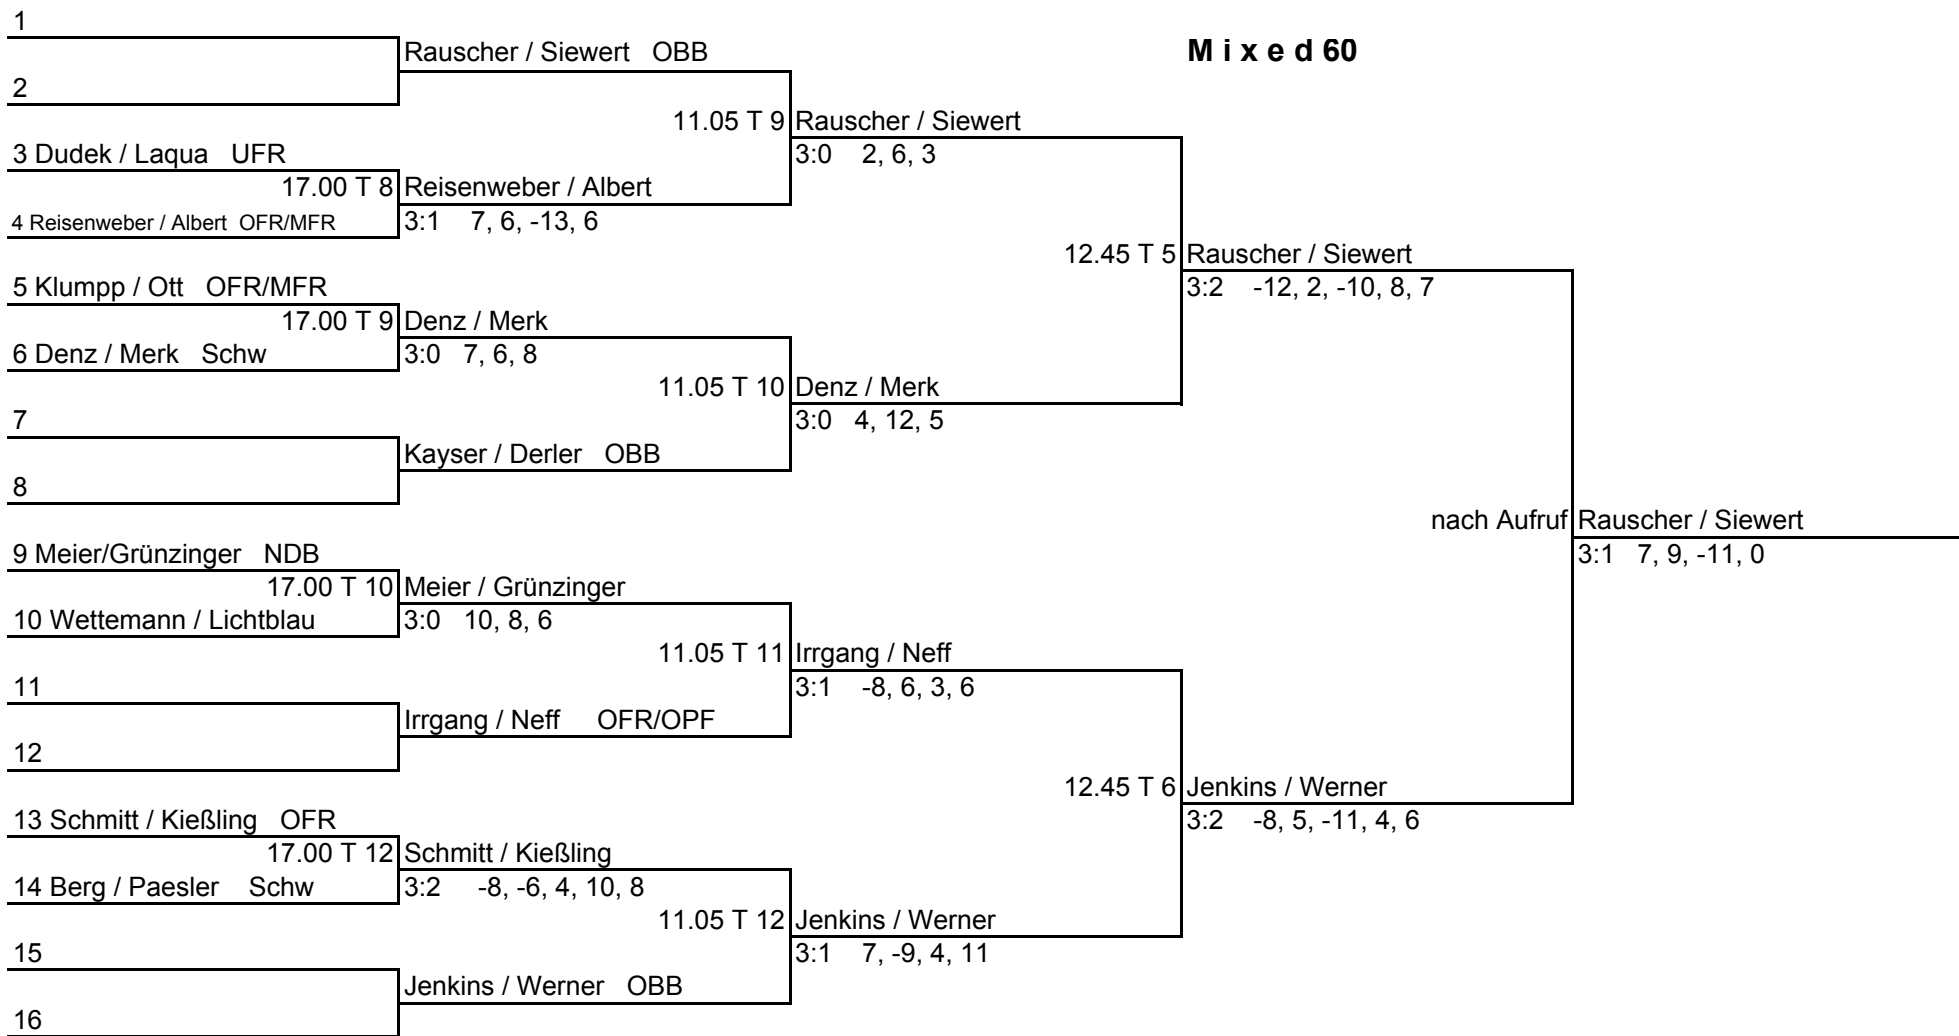 1
Rauscher / Siewert OBB
M i x e d 60
2
11.05 T 9 Rauscher / Siewert
3 Dudek / Laqua UFR
3:0 2, 6, 3
17.00 T 8 Reisenweber / Albert
4 Reisenweber / Albert OFR/MFR
3:1 7, 6, -13, 6
12.45 T 5 Rauscher / Siewert
5 Klumpp / Ott OFR/MFR
3:2 -12, 2, -10, 8, 7
17.00 T 9 Denz / Merk
6 Denz / Merk Schw
3:0 7, 6, 8
11.05 T 10 Denz / Merk
7
3:0 4, 12, 5
Kayser / Derler OBB
8
nach Aufruf Rauscher / Siewert
9 Meier/Grünzinger NDB
3:1 7, 9, -11, 0
17.00 T 10 Meier / Grünzinger
10 Wettemann / Lichtblau
3:0 10, 8, 6
11.05 T 11 Irrgang / Neff
11
3:1 -8, 6, 3, 6
Irrgang / Neff OFR/OPF
12
12.45 T 6 Jenkins / Werner
13 Schmitt / Kießling OFR
3:2 -8, 5, -11, 4, 6
17.00 T 12 Schmitt / Kießling
14 Berg / Paesler Schw
3:2 -8, -6, 4, 10, 8
11.05 T 12 Jenkins / Werner
15
3:1 7, -9, 4, 11
Jenkins / Werner OBB
16